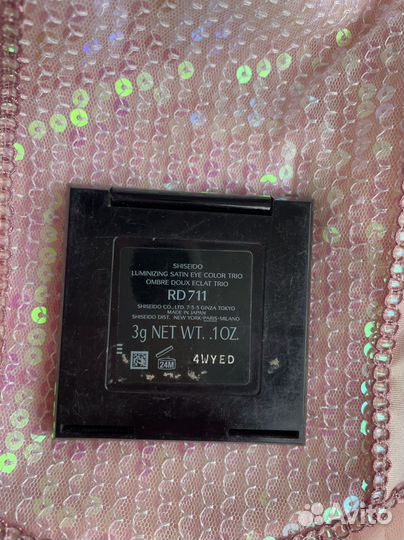 SHISEIDO
LUMINIZING SATIN EYE COLOR TRIO
OMBRE DOUX ECLAT TRIO
RD711
SHISEIDO CO., LTD. 7-5-5 GINZA TOKYO
MADE IN JAPAN
SHISEIDO DIST. NEW YORK-PARIS-MILANO
3g NET WT. .1OZ.
24M
4WYED
Avito